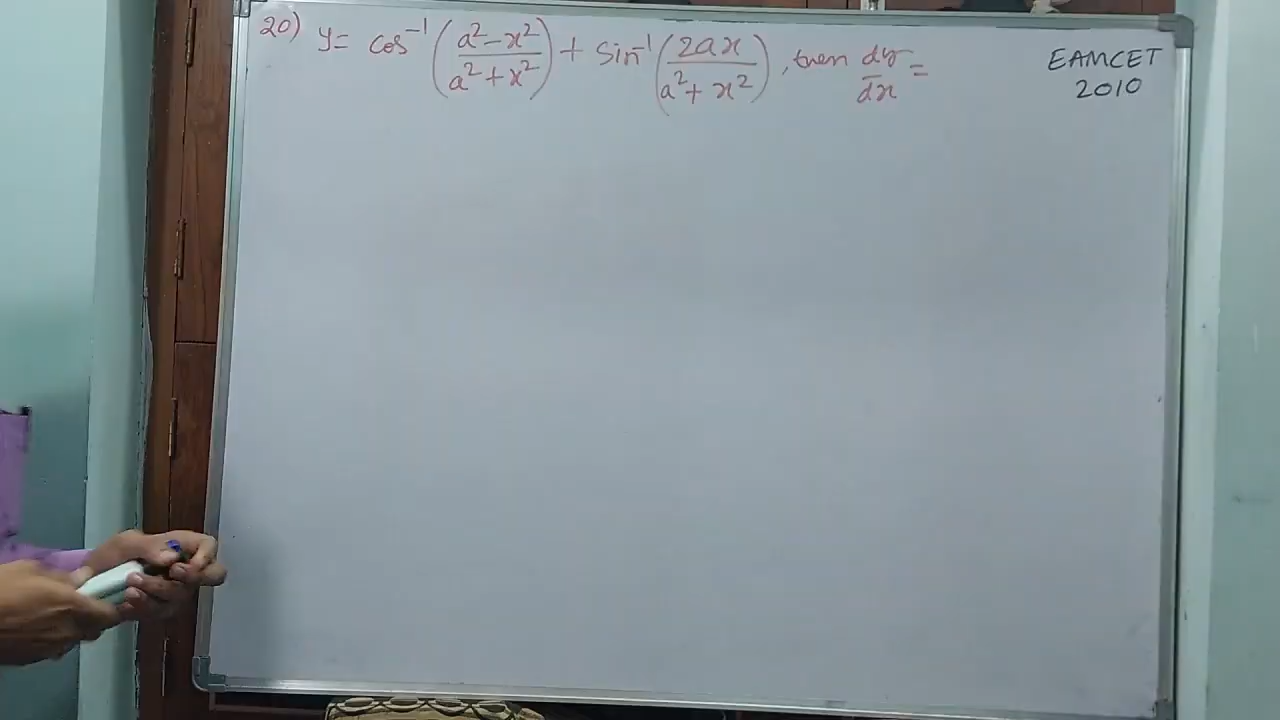 20) y = cos⁻¹((a²-x²)/(a²+x²)) + Sin⁻¹((2ax)/(a²+x²)), then dy/dx =
EAMCET
2010